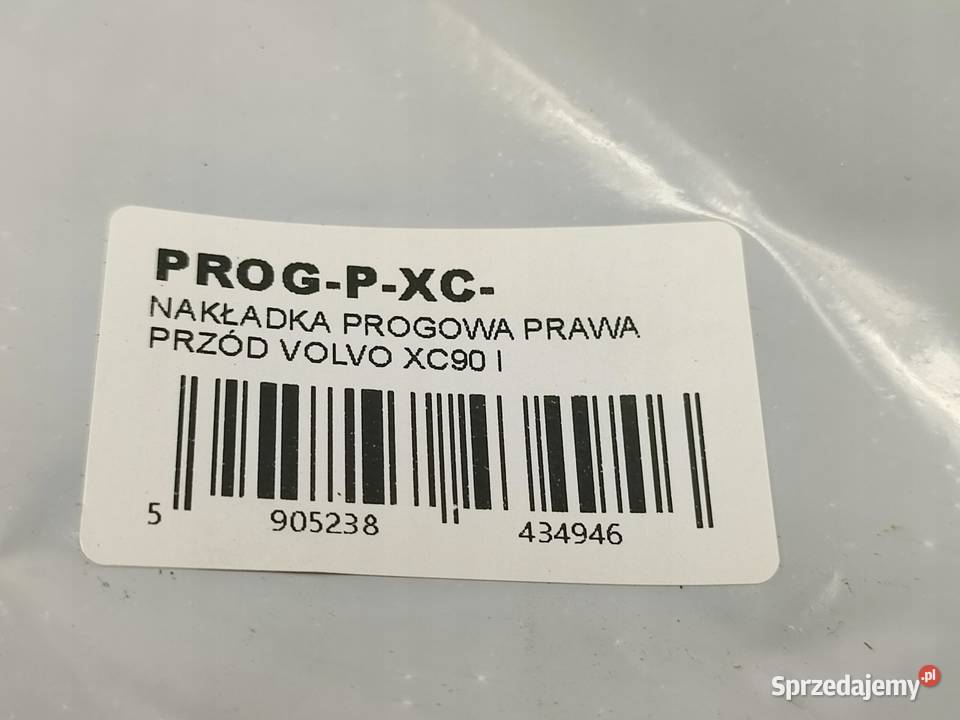 PROG-P-XC-
NAKŁADKA PROGOWA PRAWA
PRZÓD VOLVO XC90 I
5 905238 434946
Sprzedajemy.pl